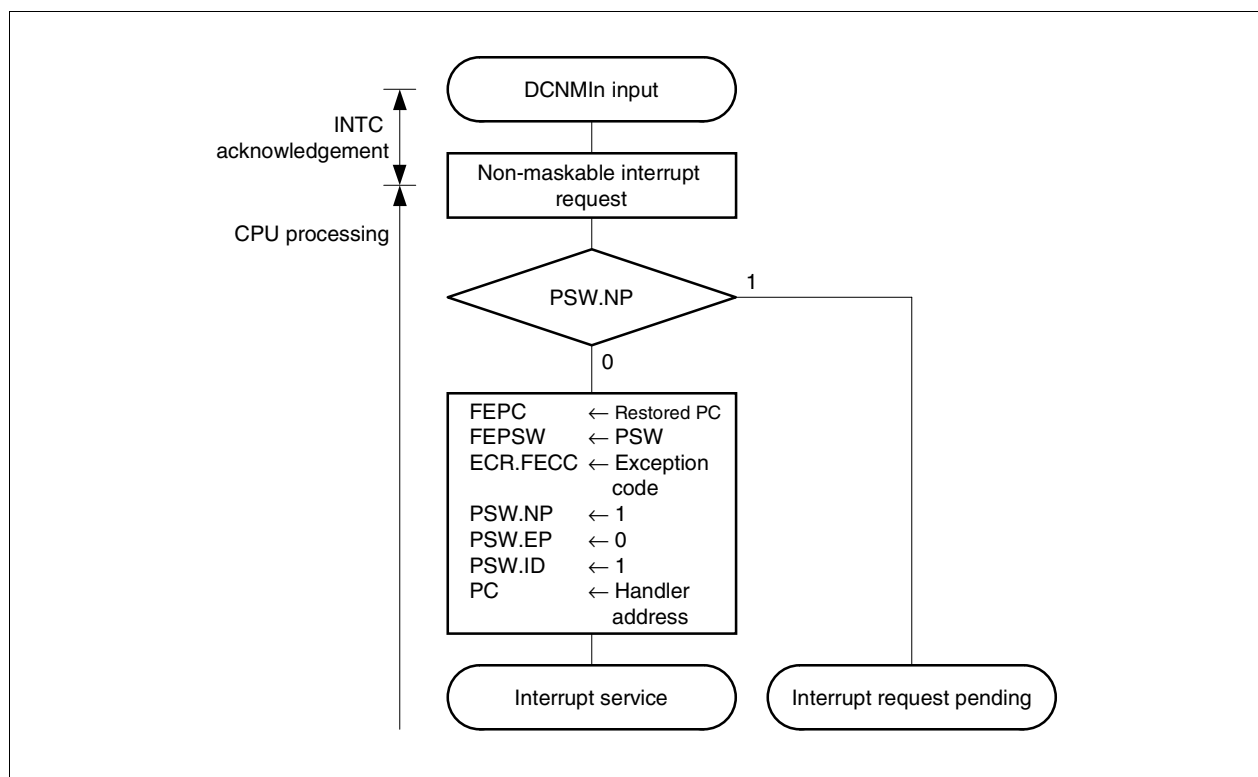 DCNMIn input
INTC
acknowledgement
Non-maskable interrupt
request
CPU processing
PSW.NP
1
0
FEPC ← Restored PC
FEPSW ← PSW
ECR.FECC ← Exception
code
PSW.NP ← 1
PSW.EP ← 0
PSW.ID ← 1
PC ← Handler
address
Interrupt service
Interrupt request pending